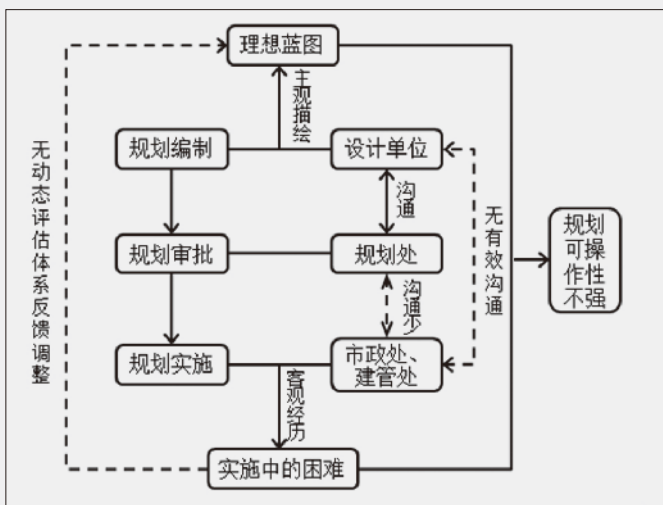 理想蓝图
主观描绘
规划编制
设计单位
沟通
规划审批
规划处
沟通少
规划实施
市政处、
建管处
客观经历
实施中的困难
无动态评估体系反馈调整
无有效沟通
规划
可操
作性
不强